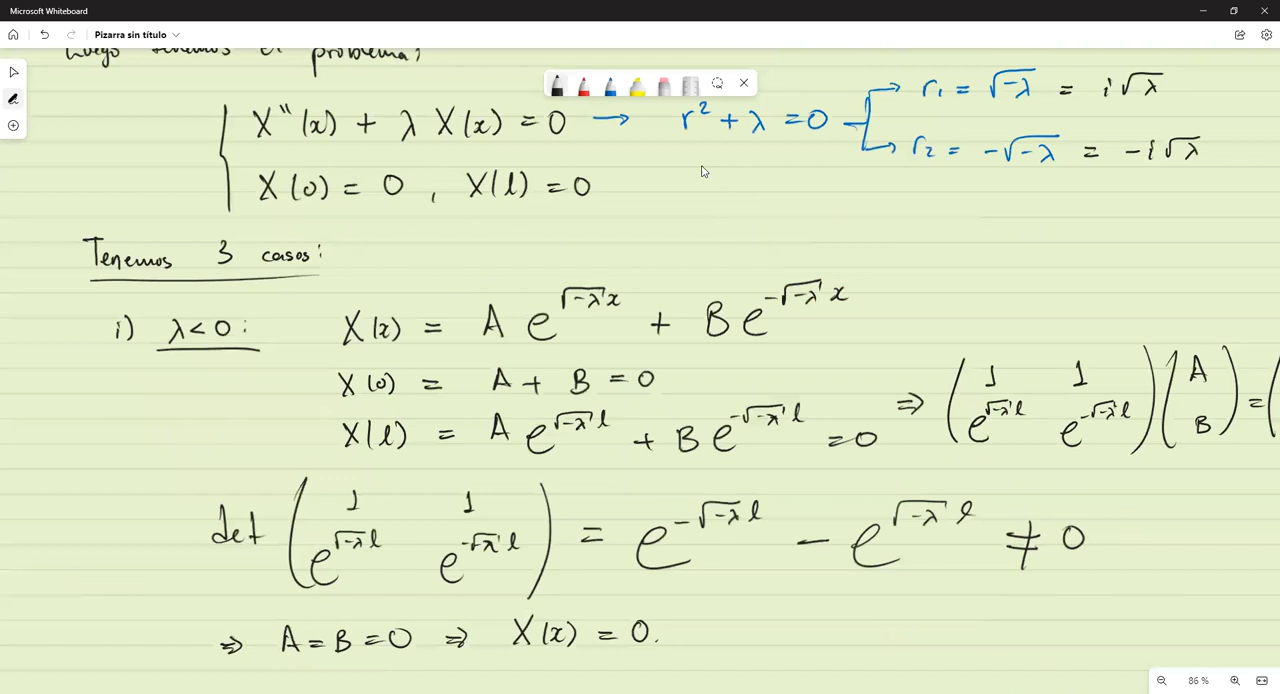 Microsoft Whiteboard
Pizarra sin título
problema;
X''(x) + λ X(x) = 0 → r² + λ = 0 → r₁ = √-λ = i√λ
→ r₂ = -√-λ = -i√λ
X(0) = 0 , X(l) = 0
Tenemos 3 casos:
i) λ < 0 : X(x) = A e^{√-λ x} + B e^{-√-λ x}
X(0) = A + B = 0
X(l) = A e^{√-λ l} + B e^{-√-λ l} = 0 ⇒ ( 1 1 ; e^{√-λ l} e^{-√-λ l} ) ( A ; B ) = (
det ( 1 1 ; e^{√-λ l} e^{-√-λ l} ) = e^{-√-λ l} - e^{√-λ l} ≠ 0
⇒ A = B = 0 ⇒ X(x) = 0.
86 %